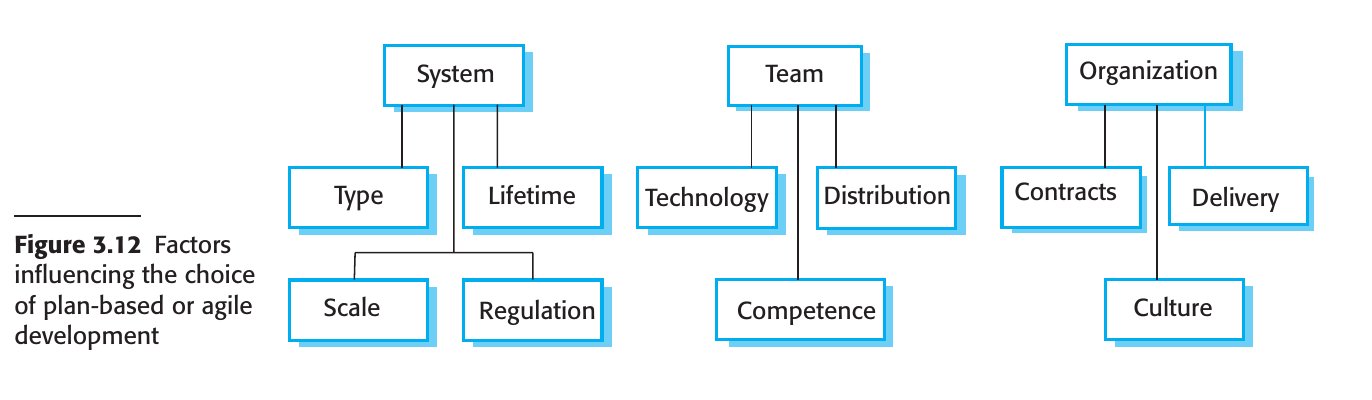 System
Team
Organization
Type
Lifetime
Technology
Distribution
Contracts
Delivery
Scale
Regulation
Competence
Culture
Figure 3.12 Factors
influencing the choice
of plan-based or agile
development